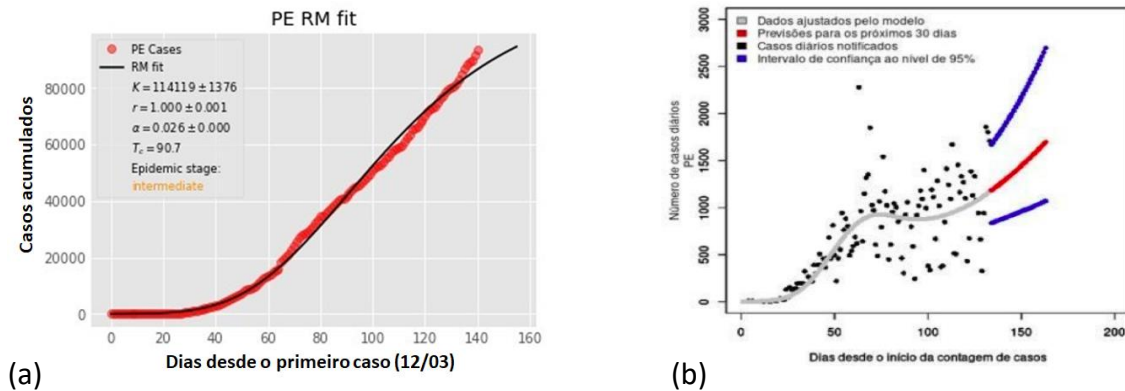 PE RM fit
PE Cases
RM fit
K=114119±1376
r=1.000±0.001
α=0.026±0.000
T_c=90.7
Epidemic stage:
intermediate
Casos acumulados
80000
60000
40000
20000
0
0 20 40 60 80 100 120 140 160
Dias desde o primeiro caso (12/03)
(a)
Dados ajustados pelo modelo
Previsões para os próximos 30 dias
Casos diários notificados
Intervalo de confiança ao nível de 95%
Número de casos diários
PE
3000
2500
2000
1500
1000
500
0
0 50 100 150 200
Dias desde o início da contagem de casos
(b)